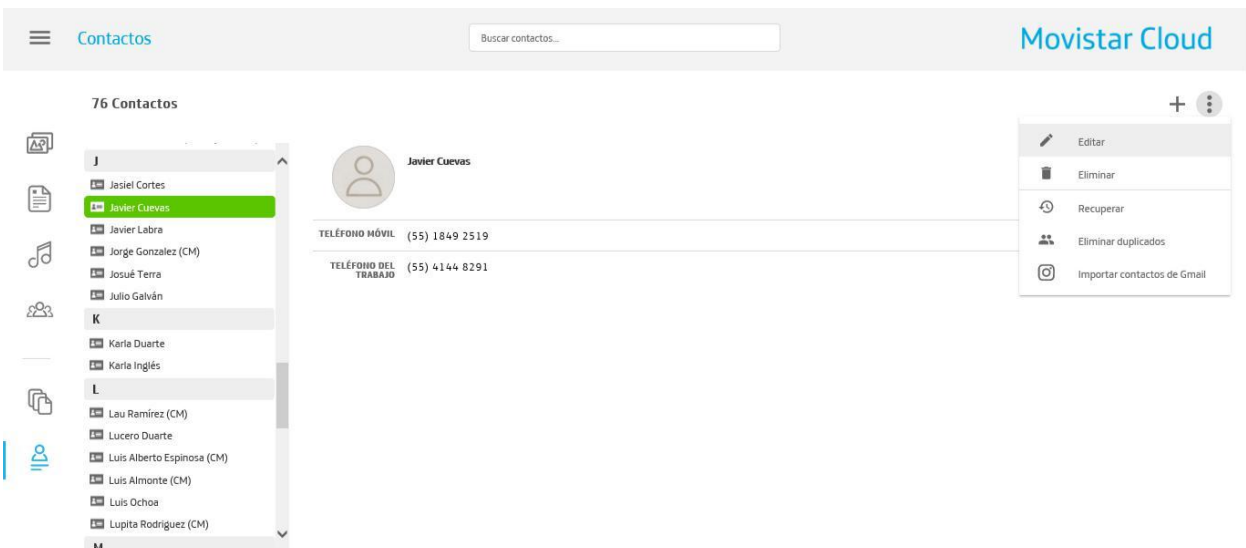 Contactos
Buscar contactos...
Movistar Cloud
76 Contactos
J
Jasiel Cortes
Javier Cuevas
Javier Labra
Jorge Gonzalez (CM)
Josué Terra
Julio Galván
K
Karla Duarte
Karla Inglés
L
Lau Ramírez (CM)
Lucero Duarte
Luis Alberto Espinosa (CM)
Luis Almonte (CM)
Luis Ochoa
Lupita Rodriguez (CM)
M
Javier Cuevas
TELÉFONO MÓVIL (55) 1849 2519
TELÉFONO DEL (55) 4144 8291
TRABAJO
Editar
Eliminar
Recuperar
Eliminar duplicados
Importar contactos de Gmail